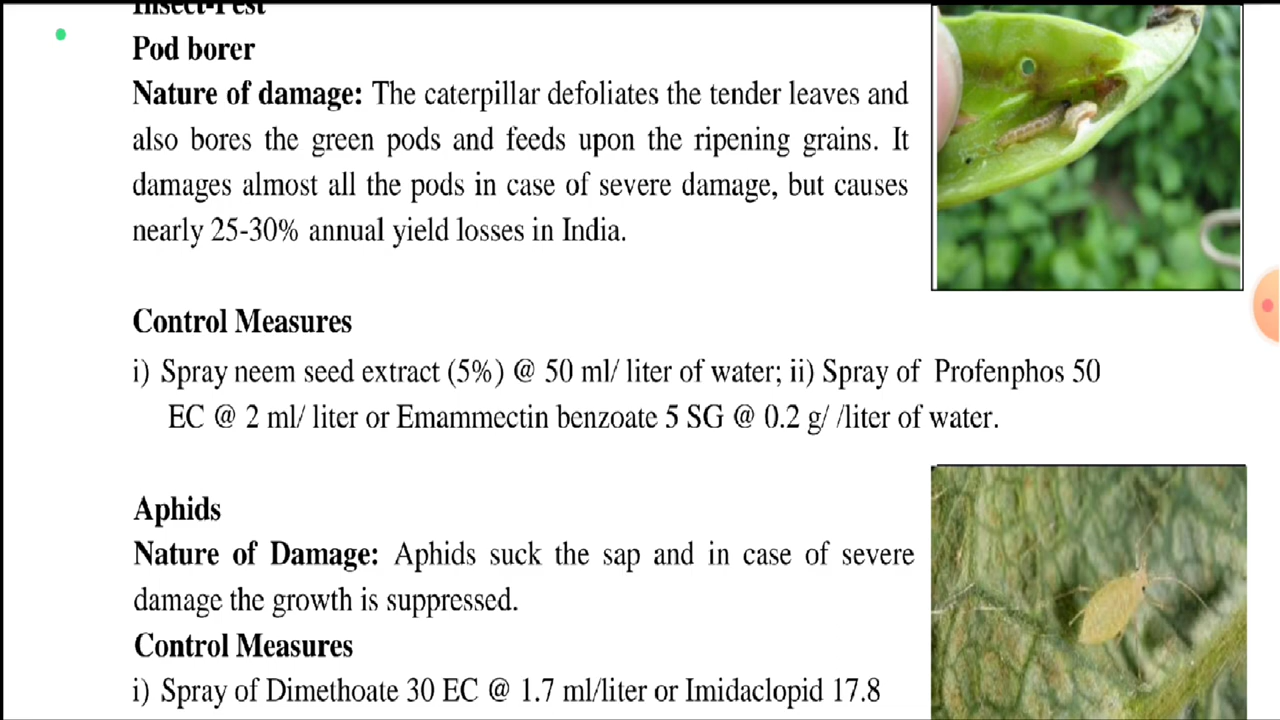 Insect-Pest
Pod borer
Nature of damage: The caterpillar defoliates the tender leaves and
also bores the green pods and feeds upon the ripening grains. It
damages almost all the pods in case of severe damage, but causes
nearly 25-30% annual yield losses in India.
Control Measures
i) Spray neem seed extract (5%) @ 50 ml/ liter of water; ii) Spray of Profenphos 50
EC @ 2 ml/ liter or Emammectin benzoate 5 SG @ 0.2 g/ /liter of water.
Aphids
Nature of Damage: Aphids suck the sap and in case of severe
damage the growth is suppressed.
Control Measures
i) Spray of Dimethoate 30 EC @ 1.7 ml/liter or Imidaclopid 17.8